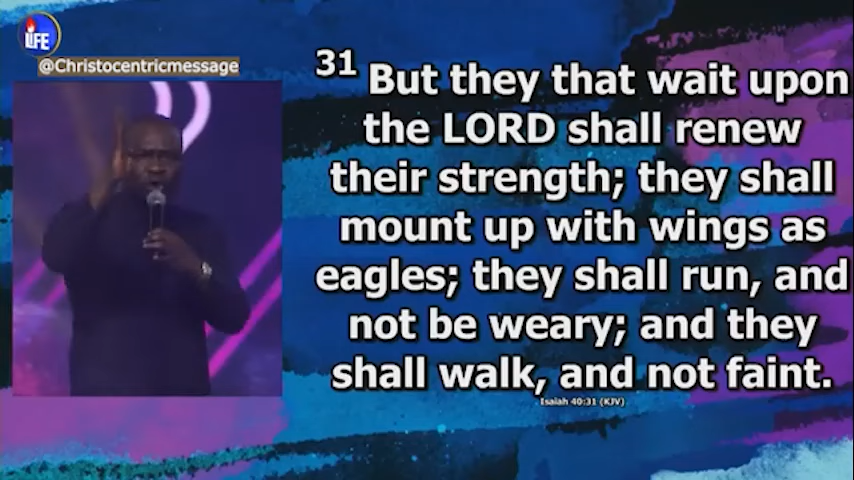 LIFE
@Christocentricmessage
31 But they that wait upon
the LORD shall renew
their strength; they shall
mount up with wings as
eagles; they shall run, and
not be weary; and they
shall walk, and not faint.
Isaiah 40:31 (KJV)